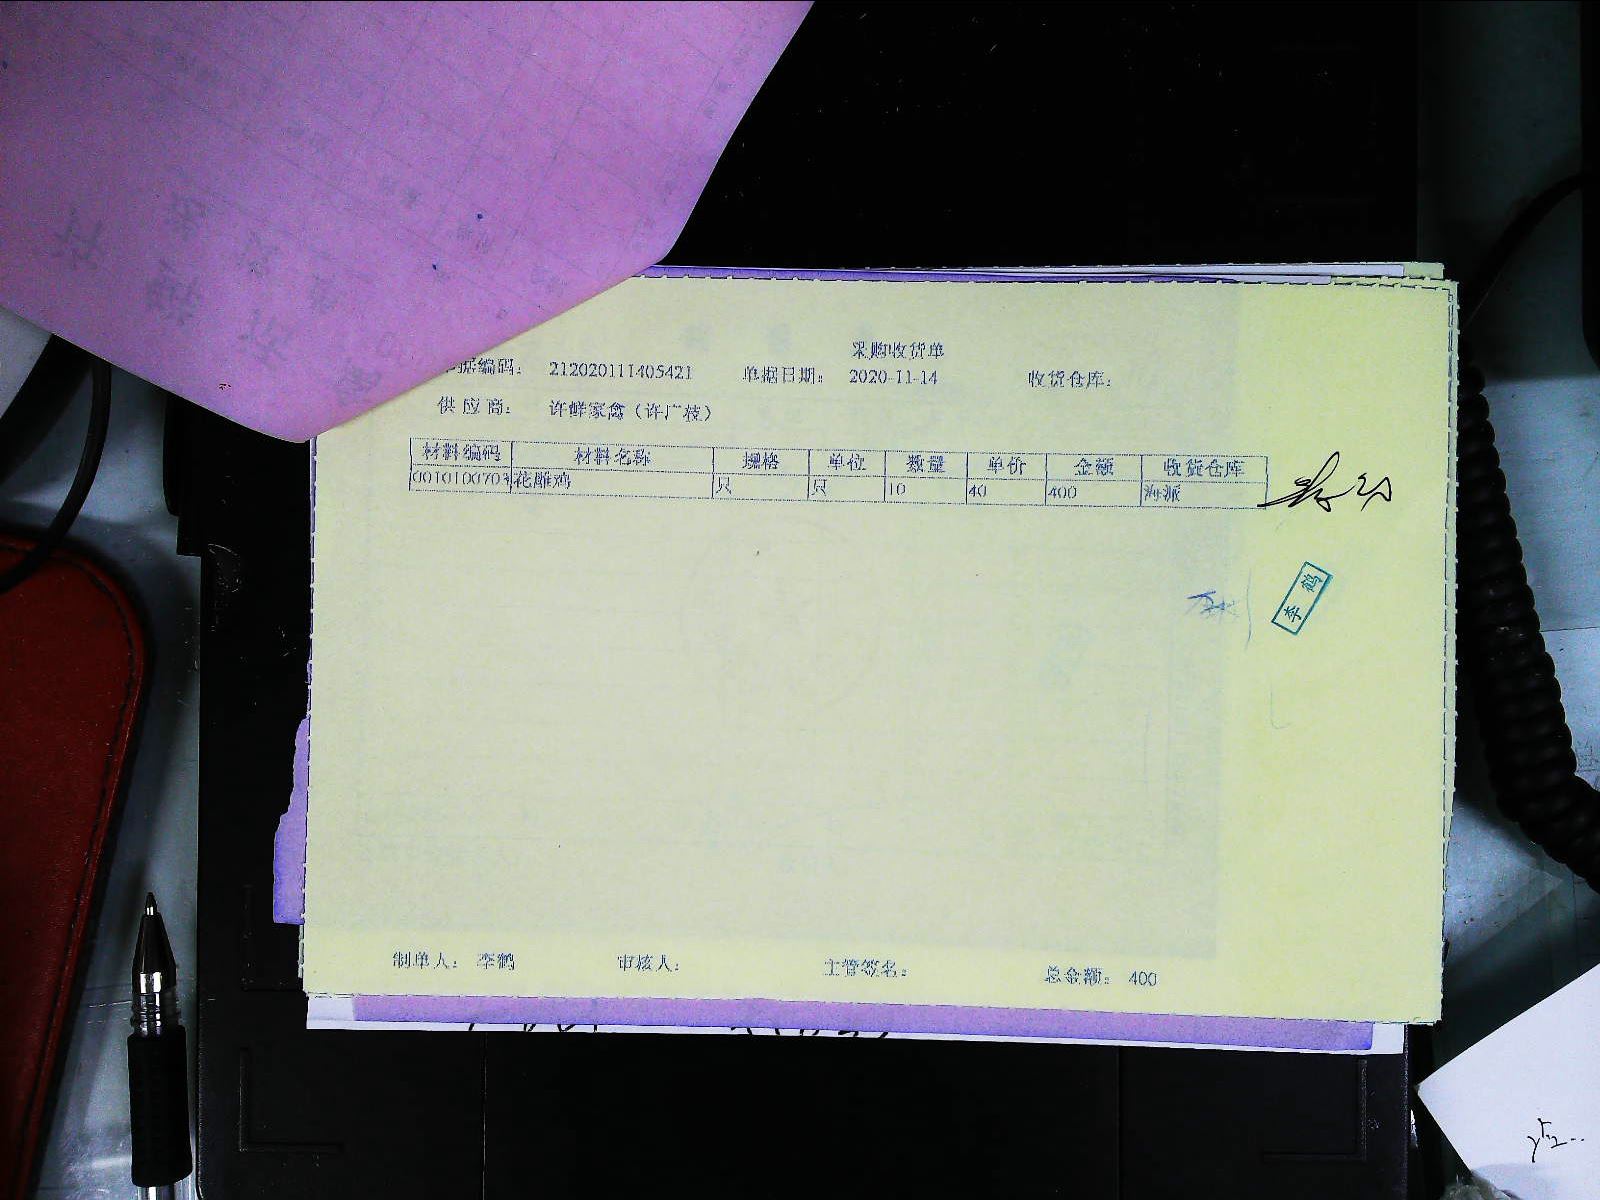 采购收货单
据编码： 212020111405421 单据日期： 2020-11-14 收货仓库：
供应商： 许鲜家禽（许广枝）
材料编码 材料名称 规格 单位 数量 单价 金额 收货仓库
0010100703 花雕鸡 只 只 10 40 400 海派
李鹤
制单人： 李鹤 审核人： 主管签名： 总金额： 400